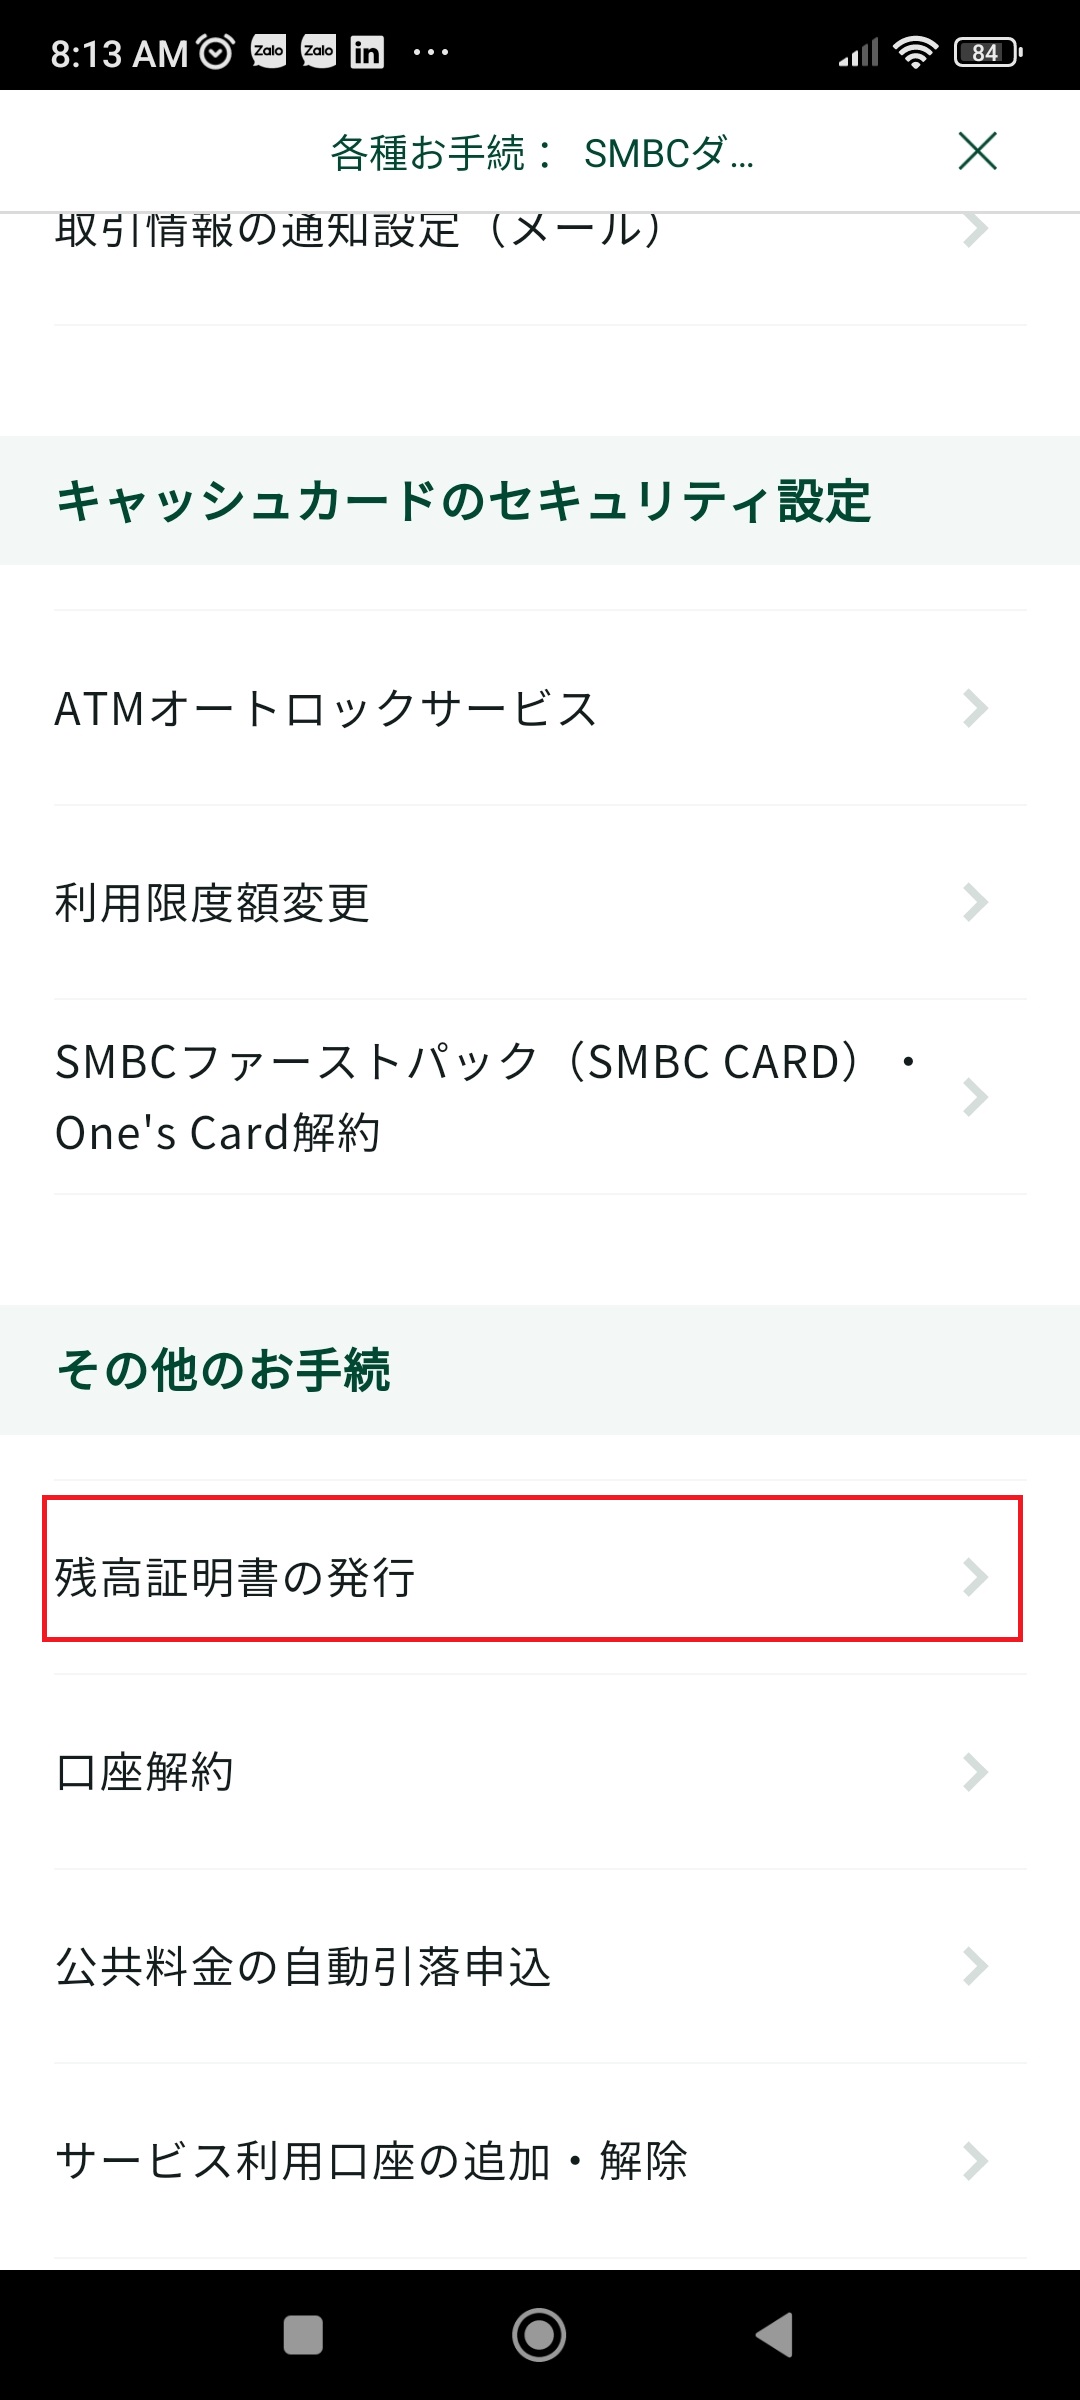 8:13 AM
Zalo
Zalo
in
...
84
各種お手続： SMBCダ...
取引情報の通知設定（メール）
キャッシュカードのセキュリティ設定
ATMオートロックサービス
利用限度額変更
SMBCファーストパック（SMBC CARD）・
One's Card解約
その他のお手続
残高証明書の発行
口座解約
公共料金の自動引落申込
サービス利用口座の追加・解除